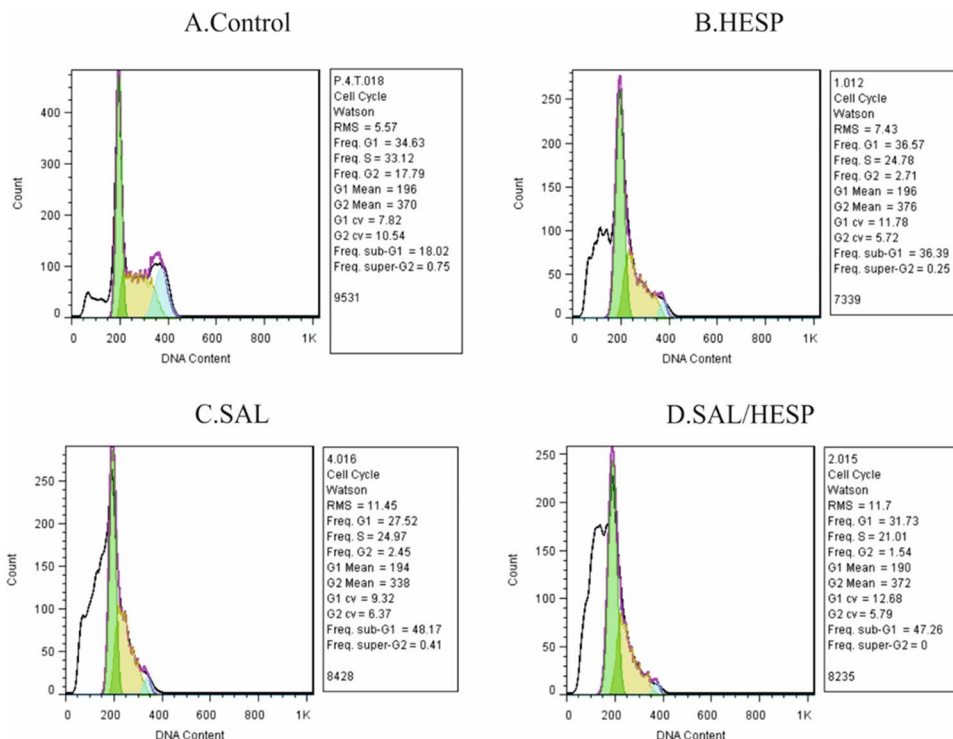 A.Control
400
300
200
100
0
Count
0 200 400 600 800 1K
DNA Content
P.4.T.018
Cell Cycle
Watson
RMS = 5.57
Freq. G1 = 34.63
Freq. S = 33.12
Freq. G2 = 17.79
G1 Mean = 196
G2 Mean = 370
G1 cv = 7.82
G2 cv = 10.54
Freq. sub-G1 = 18.02
Freq. super-G2 = 0.75
9531
B.HESP
250
200
150
100
50
0
Count
0 200 400 600 800 1K
DNA Content
1.012
Cell Cycle
Watson
RMS = 7.43
Freq. G1 = 36.57
Freq. S = 24.78
Freq. G2 = 2.71
G1 Mean = 196
G2 Mean = 376
G1 cv = 11.78
G2 cv = 5.72
Freq. sub-G1 = 36.39
Freq. super-G2 = 0.25
7339
C.SAL
250
200
150
100
50
0
Count
0 200 400 600 800 1K
DNA Content
4.016
Cell Cycle
Watson
RMS = 11.45
Freq. G1 = 27.52
Freq. S = 24.97
Freq. G2 = 2.45
G1 Mean = 194
G2 Mean = 338
G1 cv = 9.32
G2 cv = 6.37
Freq. sub-G1 = 48.17
Freq. super-G2 = 0.41
8428
D.SAL/HESP
250
200
150
100
50
0
Count
0 200 400 600 800 1K
DNA Content
2.015
Cell Cycle
Watson
RMS = 11.7
Freq. G1 = 31.73
Freq. S = 21.01
Freq. G2 = 1.54
G1 Mean = 190
G2 Mean = 372
G1 cv = 12.68
G2 cv = 5.79
Freq. sub-G1 = 47.26
Freq. super-G2 = 0
8235